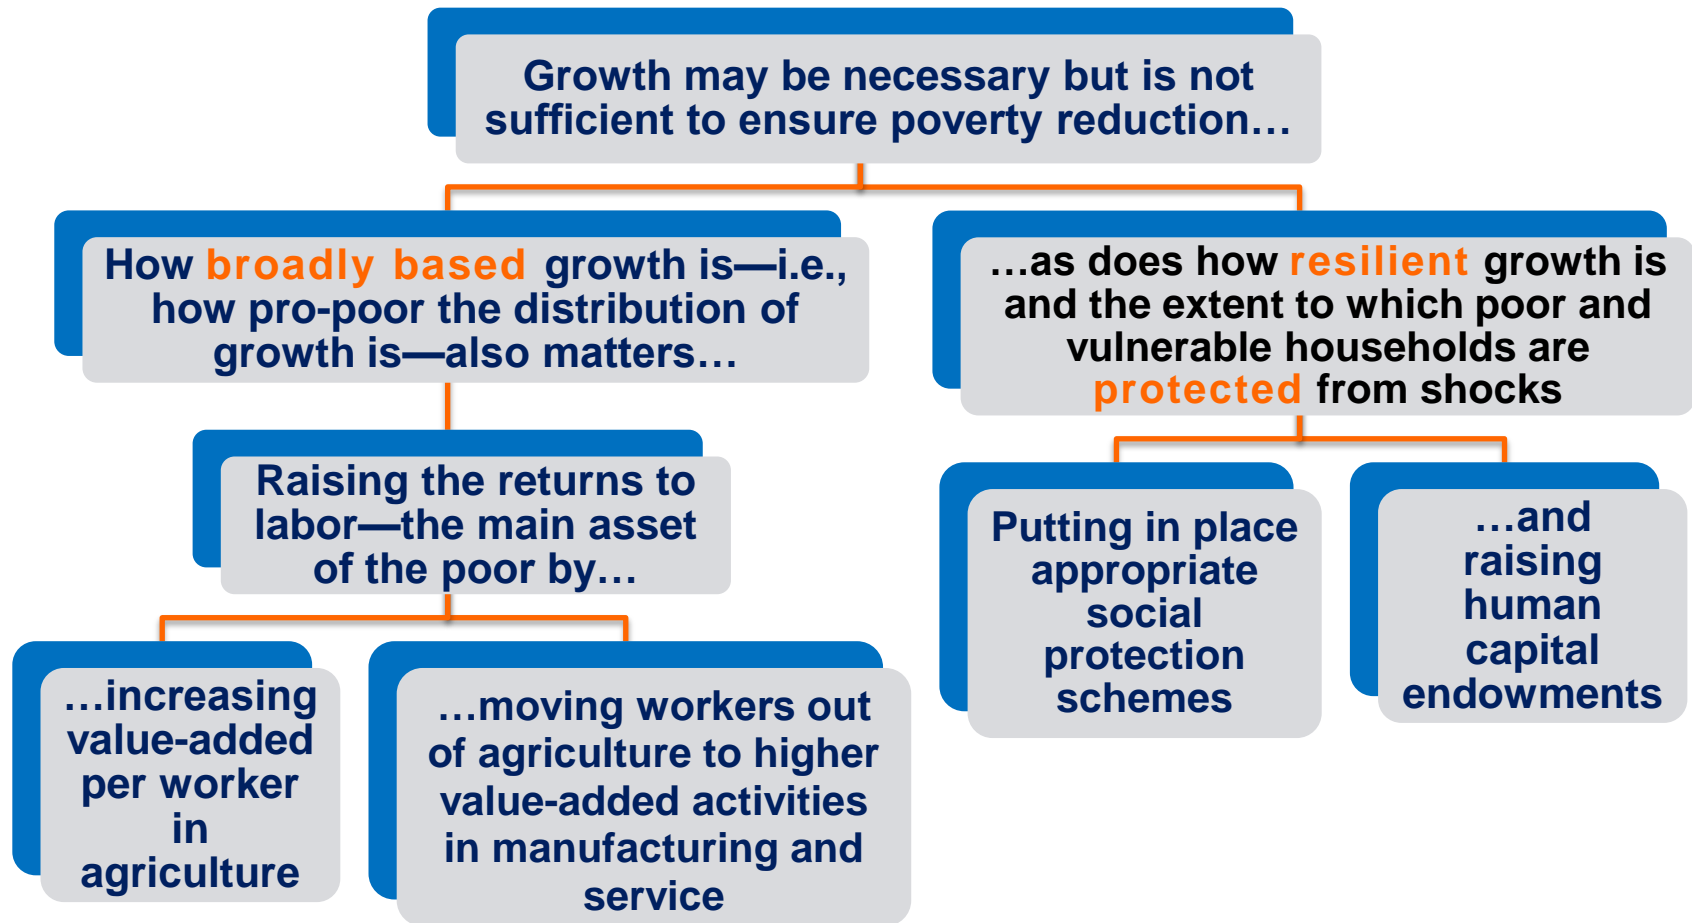 Growth may be necessary but is not
sufficient to ensure poverty reduction…
How broadly based growth is—i.e.,
how pro-poor the distribution of
growth is—also matters…
…as does how resilient growth is
and the extent to which poor and
vulnerable households are
protected from shocks
Raising the returns to
labor—the main asset
of the poor by…
Putting in place
appropriate
social
protection
schemes
…and
raising
human
capital
endowments
…increasing
value-added
per worker
in
agriculture
…moving workers out
of agriculture to higher
value-added activities
in manufacturing and
service